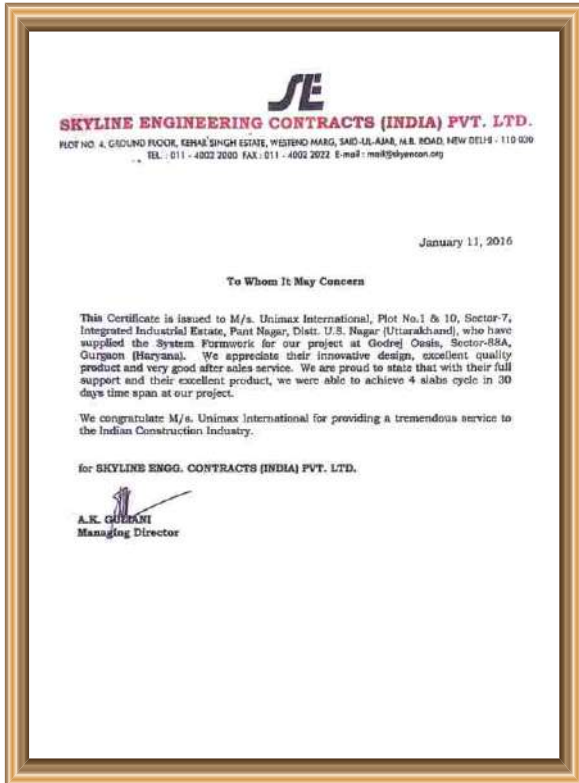 SE
SKYLINE ENGINEERING CONTRACTS (INDIA) PVT. LTD.
PLOT NO. 4, GROUND FLOOR, KEHAR SINGH ESTATE, WESTEND MARG, SAID-UL-AJAB, M.B. ROAD, NEW DELHI - 110 030
TEL. : 011 - 4002 2000 FAX : 011 - 4002 2022 E-mail : mail@skyencon.org
January 11, 2016
To Whom It May Concern
This Certificate is issued to M/s. Unimax International, Plot No.1 & 10, Sector-7,
Integrated Industrial Estate, Pant Nagar, Distt. U.S. Nagar (Uttarakhand), who have
supplied the System Formwork for our project at Godrej Oasis, Sector-88A,
Gurgaon (Haryana). We appreciate their innovative design, excellent quality
product and very good after sales service. We are proud to state that with their full
support and their excellent product, we were able to achieve 4 slabs cycle in 30
days time span at our project.
We congratulate M/s. Unimax International for providing a tremendous service to
the Indian Construction Industry.
for SKYLINE ENGG. CONTRACTS (INDIA) PVT. LTD.
A.K. GULIANI
Managing Director